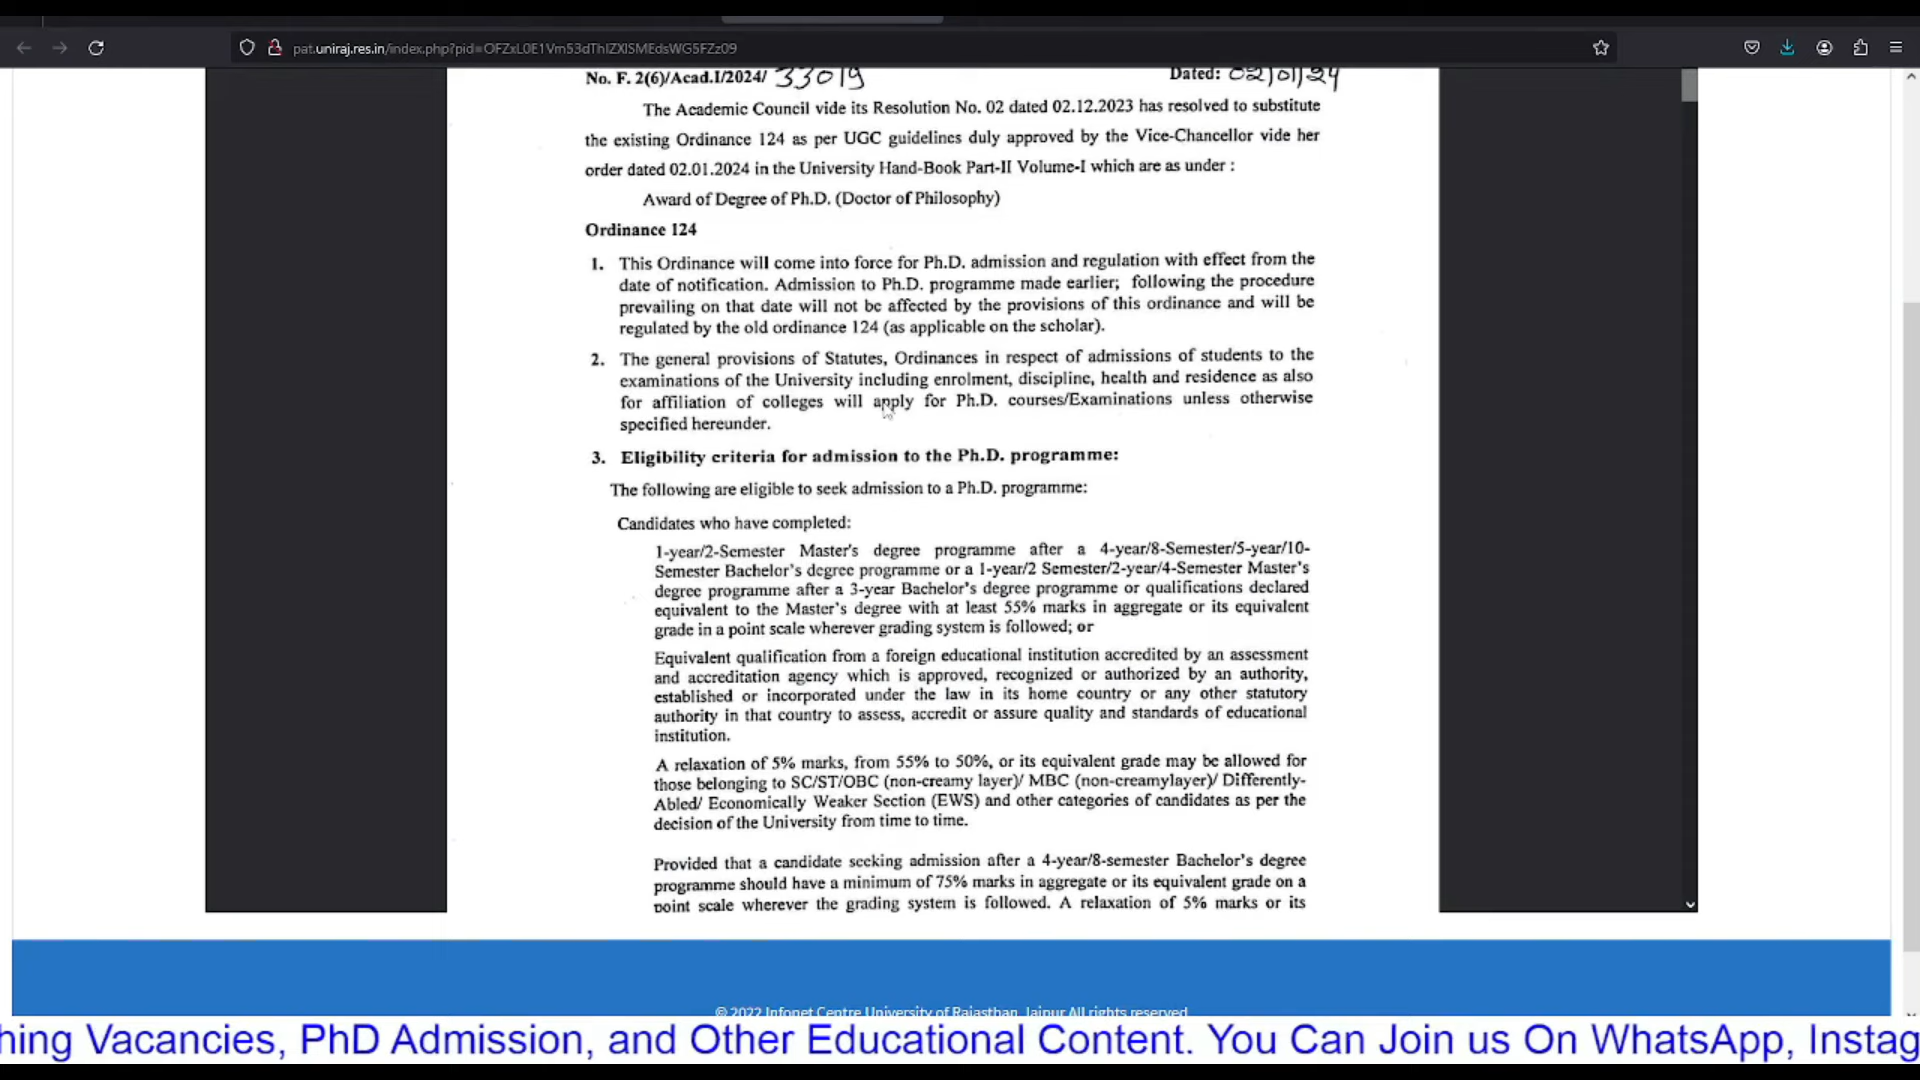 pat.uniraj.res.in/index.php?pid=OFZxL0E1Vm53dThIZXlSMEdsWG5FZz09
No. F. 2(6)/Acad.I/2024/ 33019 Dated: 02/01/24
The Academic Council vide its Resolution No. 02 dated 02.12.2023 has resolved to substitute
the existing Ordinance 124 as per UGC guidelines duly approved by the Vice-Chancellor vide her
order dated 02.01.2024 in the University Hand-Book Part-II Volume-I which are as under :
Award of Degree of Ph.D. (Doctor of Philosophy)
Ordinance 124
1. This Ordinance will come into force for Ph.D. admission and regulation with effect from the
date of notification. Admission to Ph.D. programme made earlier; following the procedure
prevailing on that date will not be affected by the provisions of this ordinance and will be
regulated by the old ordinance 124 (as applicable on the scholar).
2. The general provisions of Statutes, Ordinances in respect of admissions of students to the
examinations of the University including enrolment, discipline, health and residence as also
for affiliation of colleges will apply for Ph.D. courses/Examinations unless otherwise
specified hereunder.
3. Eligibility criteria for admission to the Ph.D. programme:
The following are eligible to seek admission to a Ph.D. programme:
Candidates who have completed:
1-year/2-Semester Master's degree programme after a 4-year/8-Semester/5-year/10-
Semester Bachelor's degree programme or a 1-year/2 Semester/2-year/4-Semester Master's
degree programme after a 3-year Bachelor's degree programme or qualifications declared
equivalent to the Master's degree with at least 55% marks in aggregate or its equivalent
grade in a point scale wherever grading system is followed; or
Equivalent qualification from a foreign educational institution accredited by an assessment
and accreditation agency which is approved, recognized or authorized by an authority,
established or incorporated under the law in its home country or any other statutory
authority in that country to assess, accredit or assure quality and standards of educational
institution.
A relaxation of 5% marks, from 55% to 50%, or its equivalent grade may be allowed for
those belonging to SC/ST/OBC (non-creamy layer)/ MBC (non-creamylayer)/ Differently-
Abled/ Economically Weaker Section (EWS) and other categories of candidates as per the
decision of the University from time to time.
Provided that a candidate seeking admission after a 4-year/8-semester Bachelor's degree
programme should have a minimum of 75% marks in aggregate or its equivalent grade on a
point scale wherever the grading system is followed. A relaxation of 5% marks or its
© 2022 Infonet Centre University of Rajasthan, Jaipur All rights reserved
hing Vacancies, PhD Admission, and Other Educational Content. You Can Join us On WhatsApp, Instag